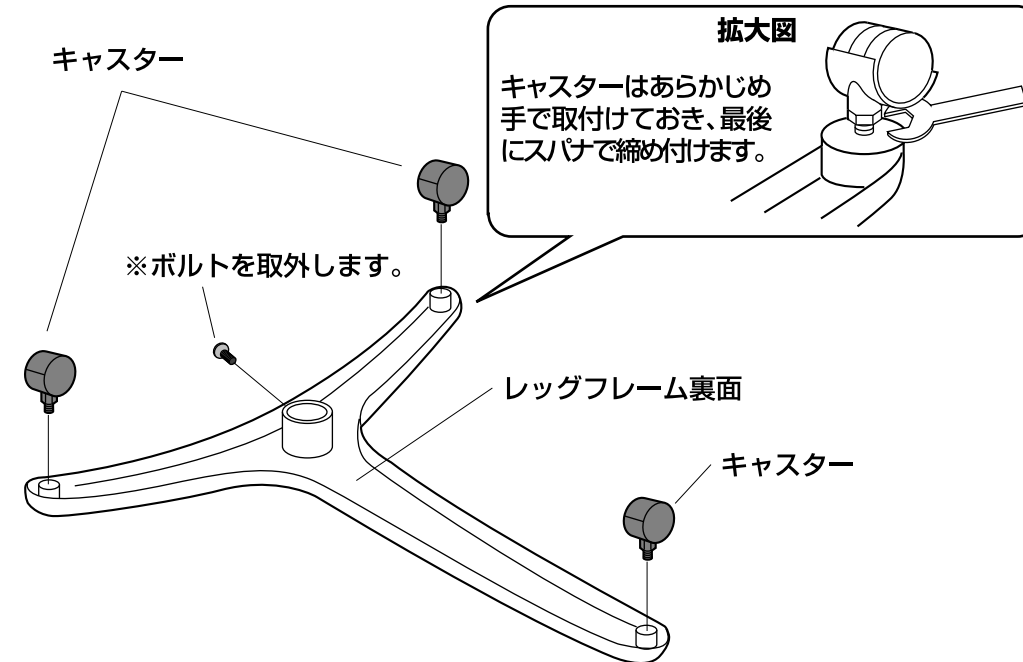 キャスター
拡大図
キャスターはあらかじめ
手で取付けておき、最後
にスパナで締め付けます。
※ボルトを取外します。
レッグフレーム裏面
キャスター